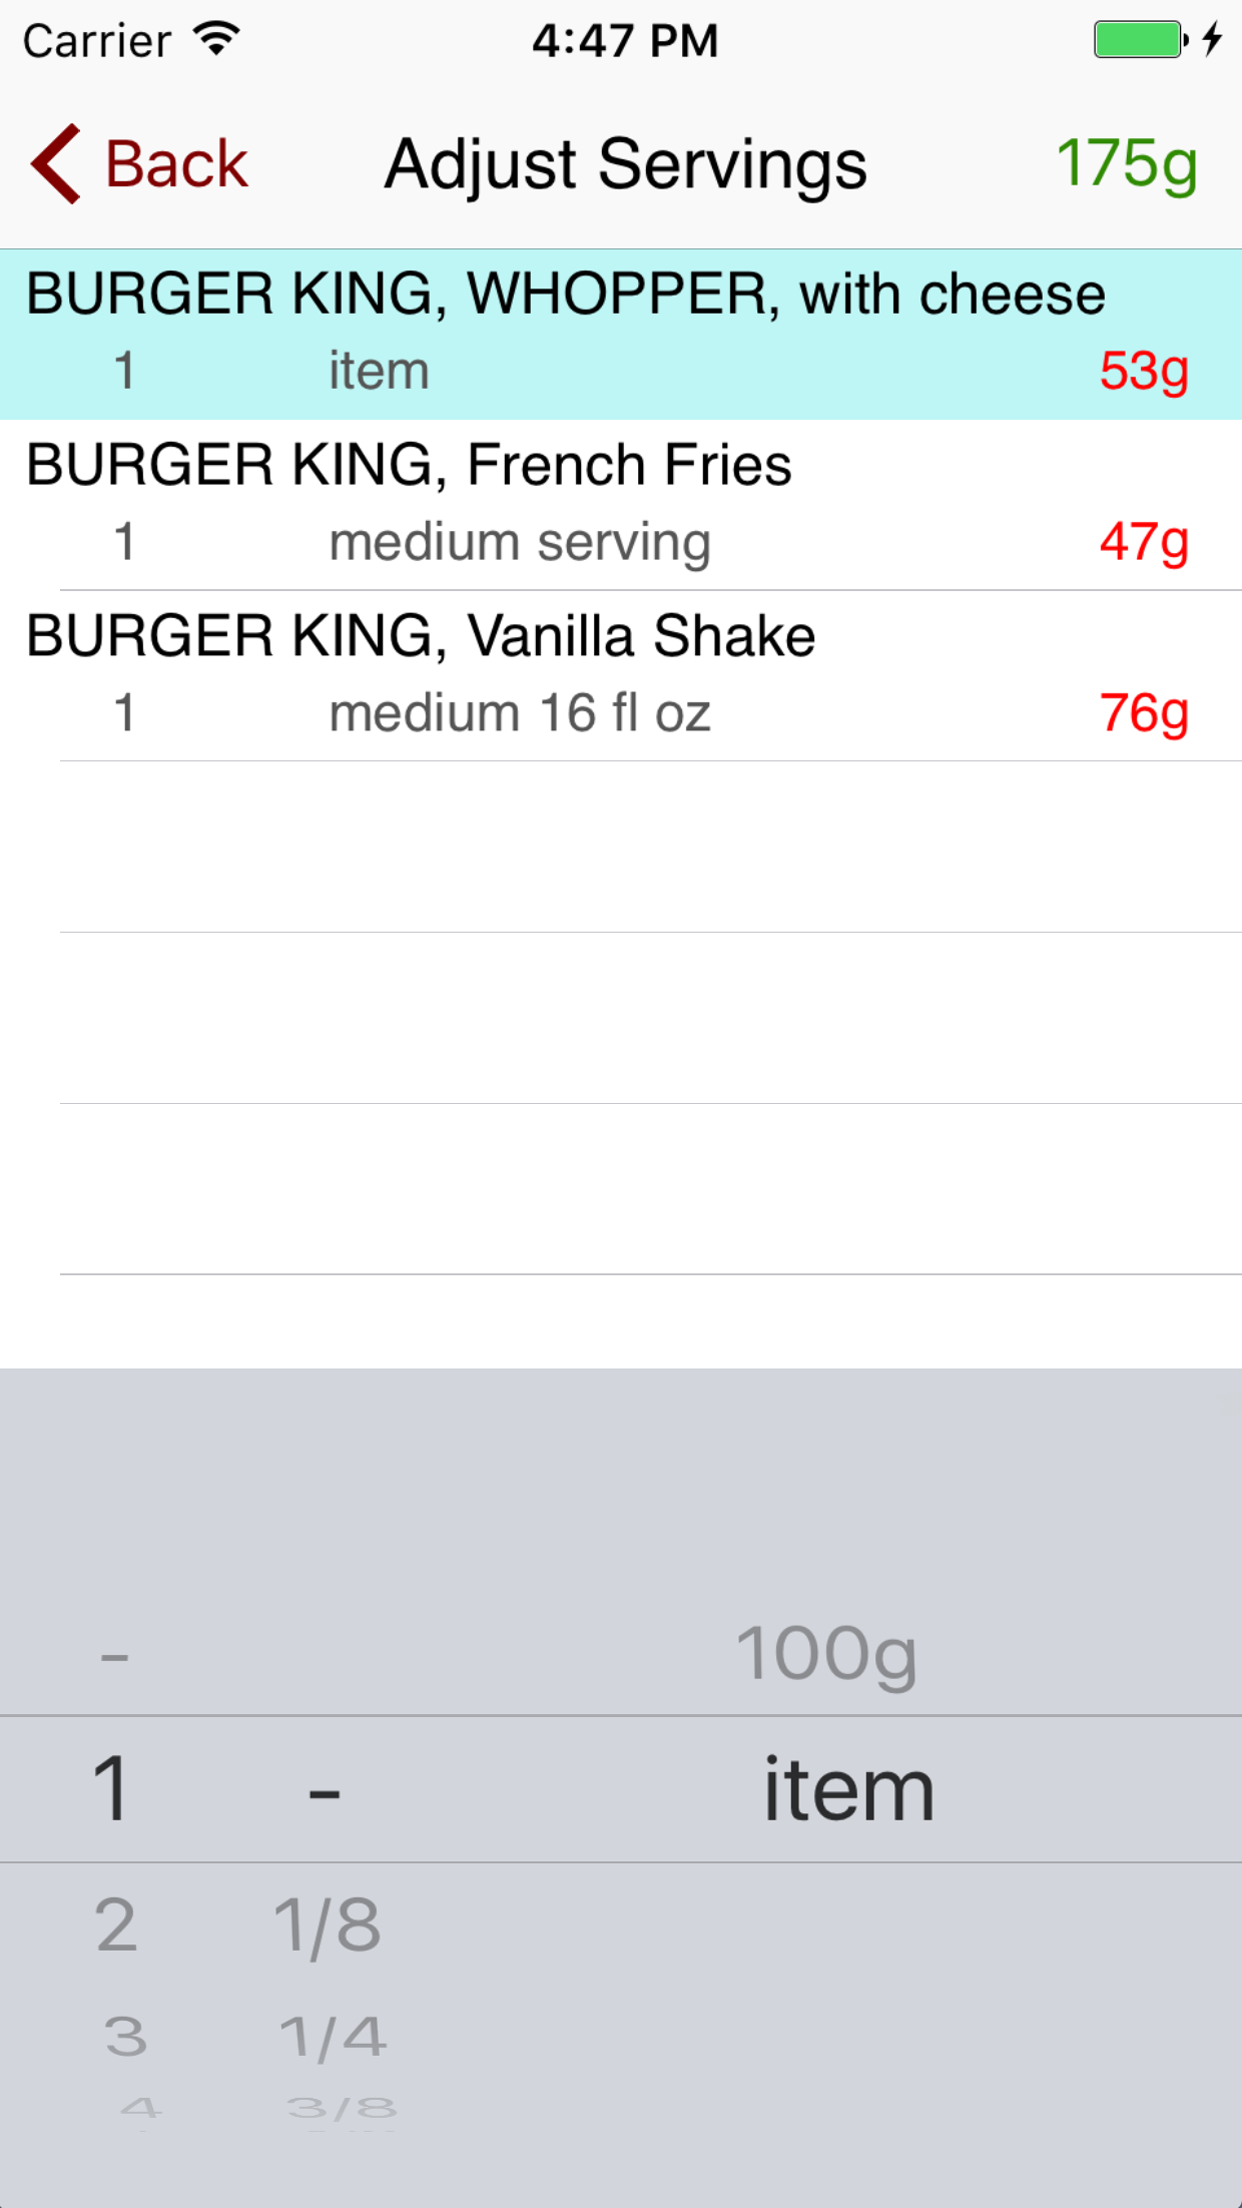 Carrier 4:47 PM
Back Adjust Servings 175g
BURGER KING, WHOPPER, with cheese
1 item 53g
BURGER KING, French Fries
1 medium serving 47g
BURGER KING, Vanilla Shake
1 medium 16 fl oz 76g
- 100g
1 - item
2 1/8
3 1/4
4 3/8